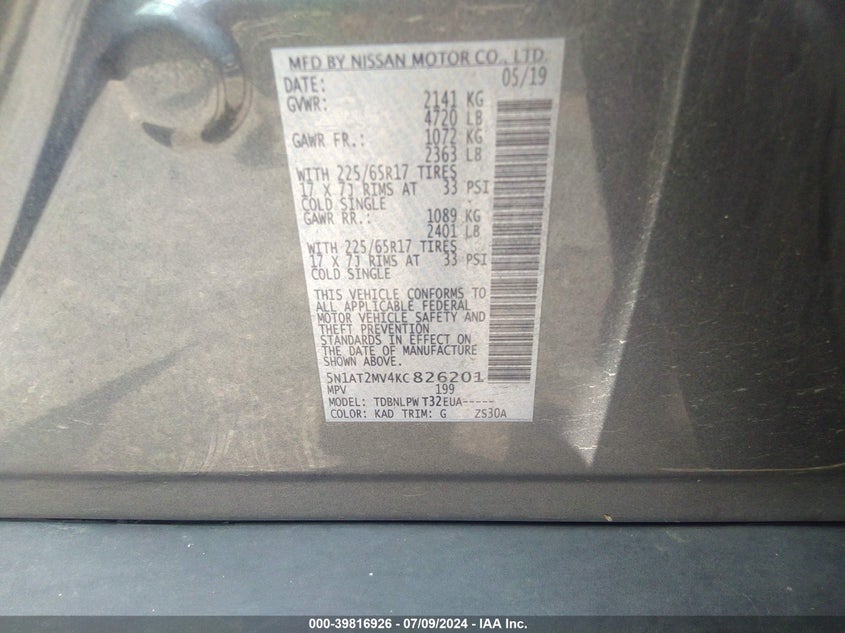 MFD BY NISSAN MOTOR CO., LTD.
DATE: 05/19
GVWR: 2141 KG
4720 LB
GAWR FR.: 1072 KG
2363 LB
WITH 225/65R17 TIRES
17 X 7J RIMS AT 33 PSI
COLD SINGLE
GAWR RR.: 1089 KG
2401 LB
WITH 225/65R17 TIRES
17 X 7J RIMS AT 33 PSI
COLD SINGLE
THIS VEHICLE CONFORMS TO
ALL APPLICABLE FEDERAL
MOTOR VEHICLE SAFETY AND
THEFT PREVENTION
STANDARDS IN EFFECT ON
THE DATE OF MANUFACTURE
SHOWN ABOVE.
5N1AT2MV4KC826201
MPV 199
MODEL: TDBNLPW T32EUA-----
COLOR: KAD TRIM: G ZS30A
000-39816926 - 07/09/2024 - IAA Inc.